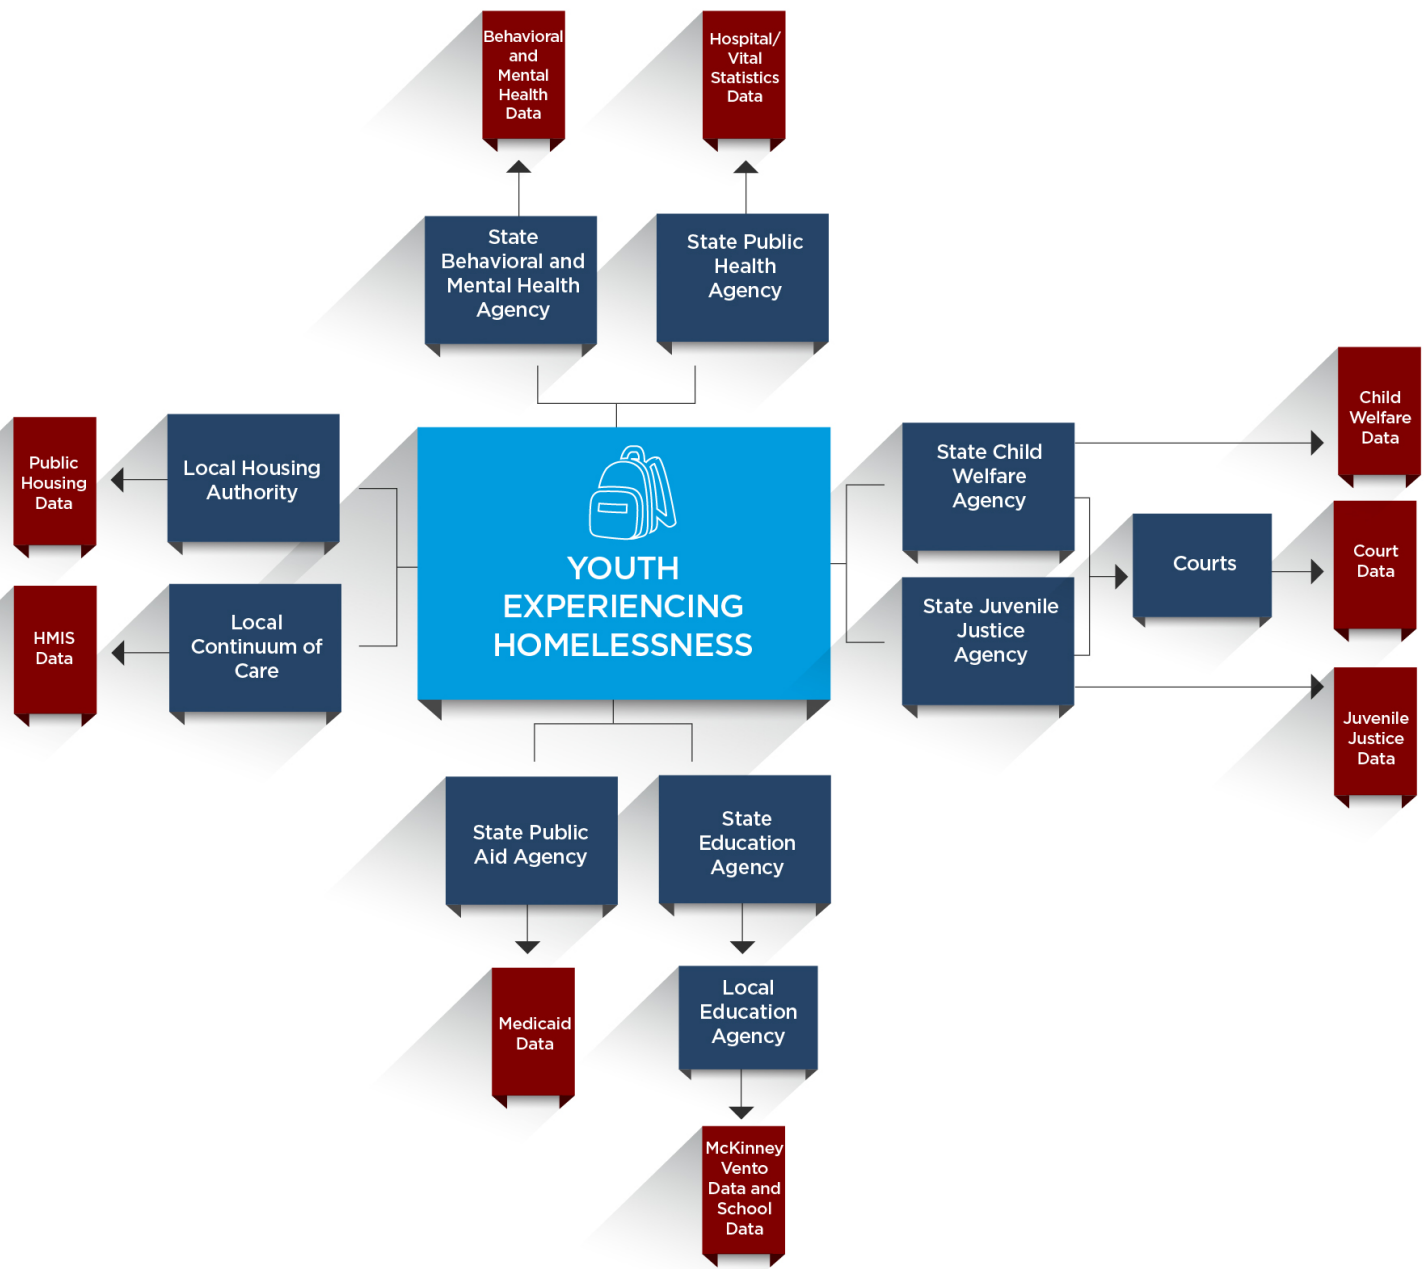 Behavioral
and
Mental
Health
Data
Hospital/
Vital
Statistics
Data
State
Behavioral and
Mental Health
Agency
State Public
Health
Agency
Public
Housing
Data
Local Housing
Authority
HMIS
Data
Local
Continuum of
Care
YOUTH
EXPERIENCING
HOMELESSNESS
State Child
Welfare
Agency
Child
Welfare
Data
State Juvenile
Justice
Agency
Courts
Court
Data
Juvenile
Justice
Data
State Public
Aid Agency
State
Education
Agency
Medicaid
Data
Local
Education
Agency
McKinney
Vento
Data and
School
Data